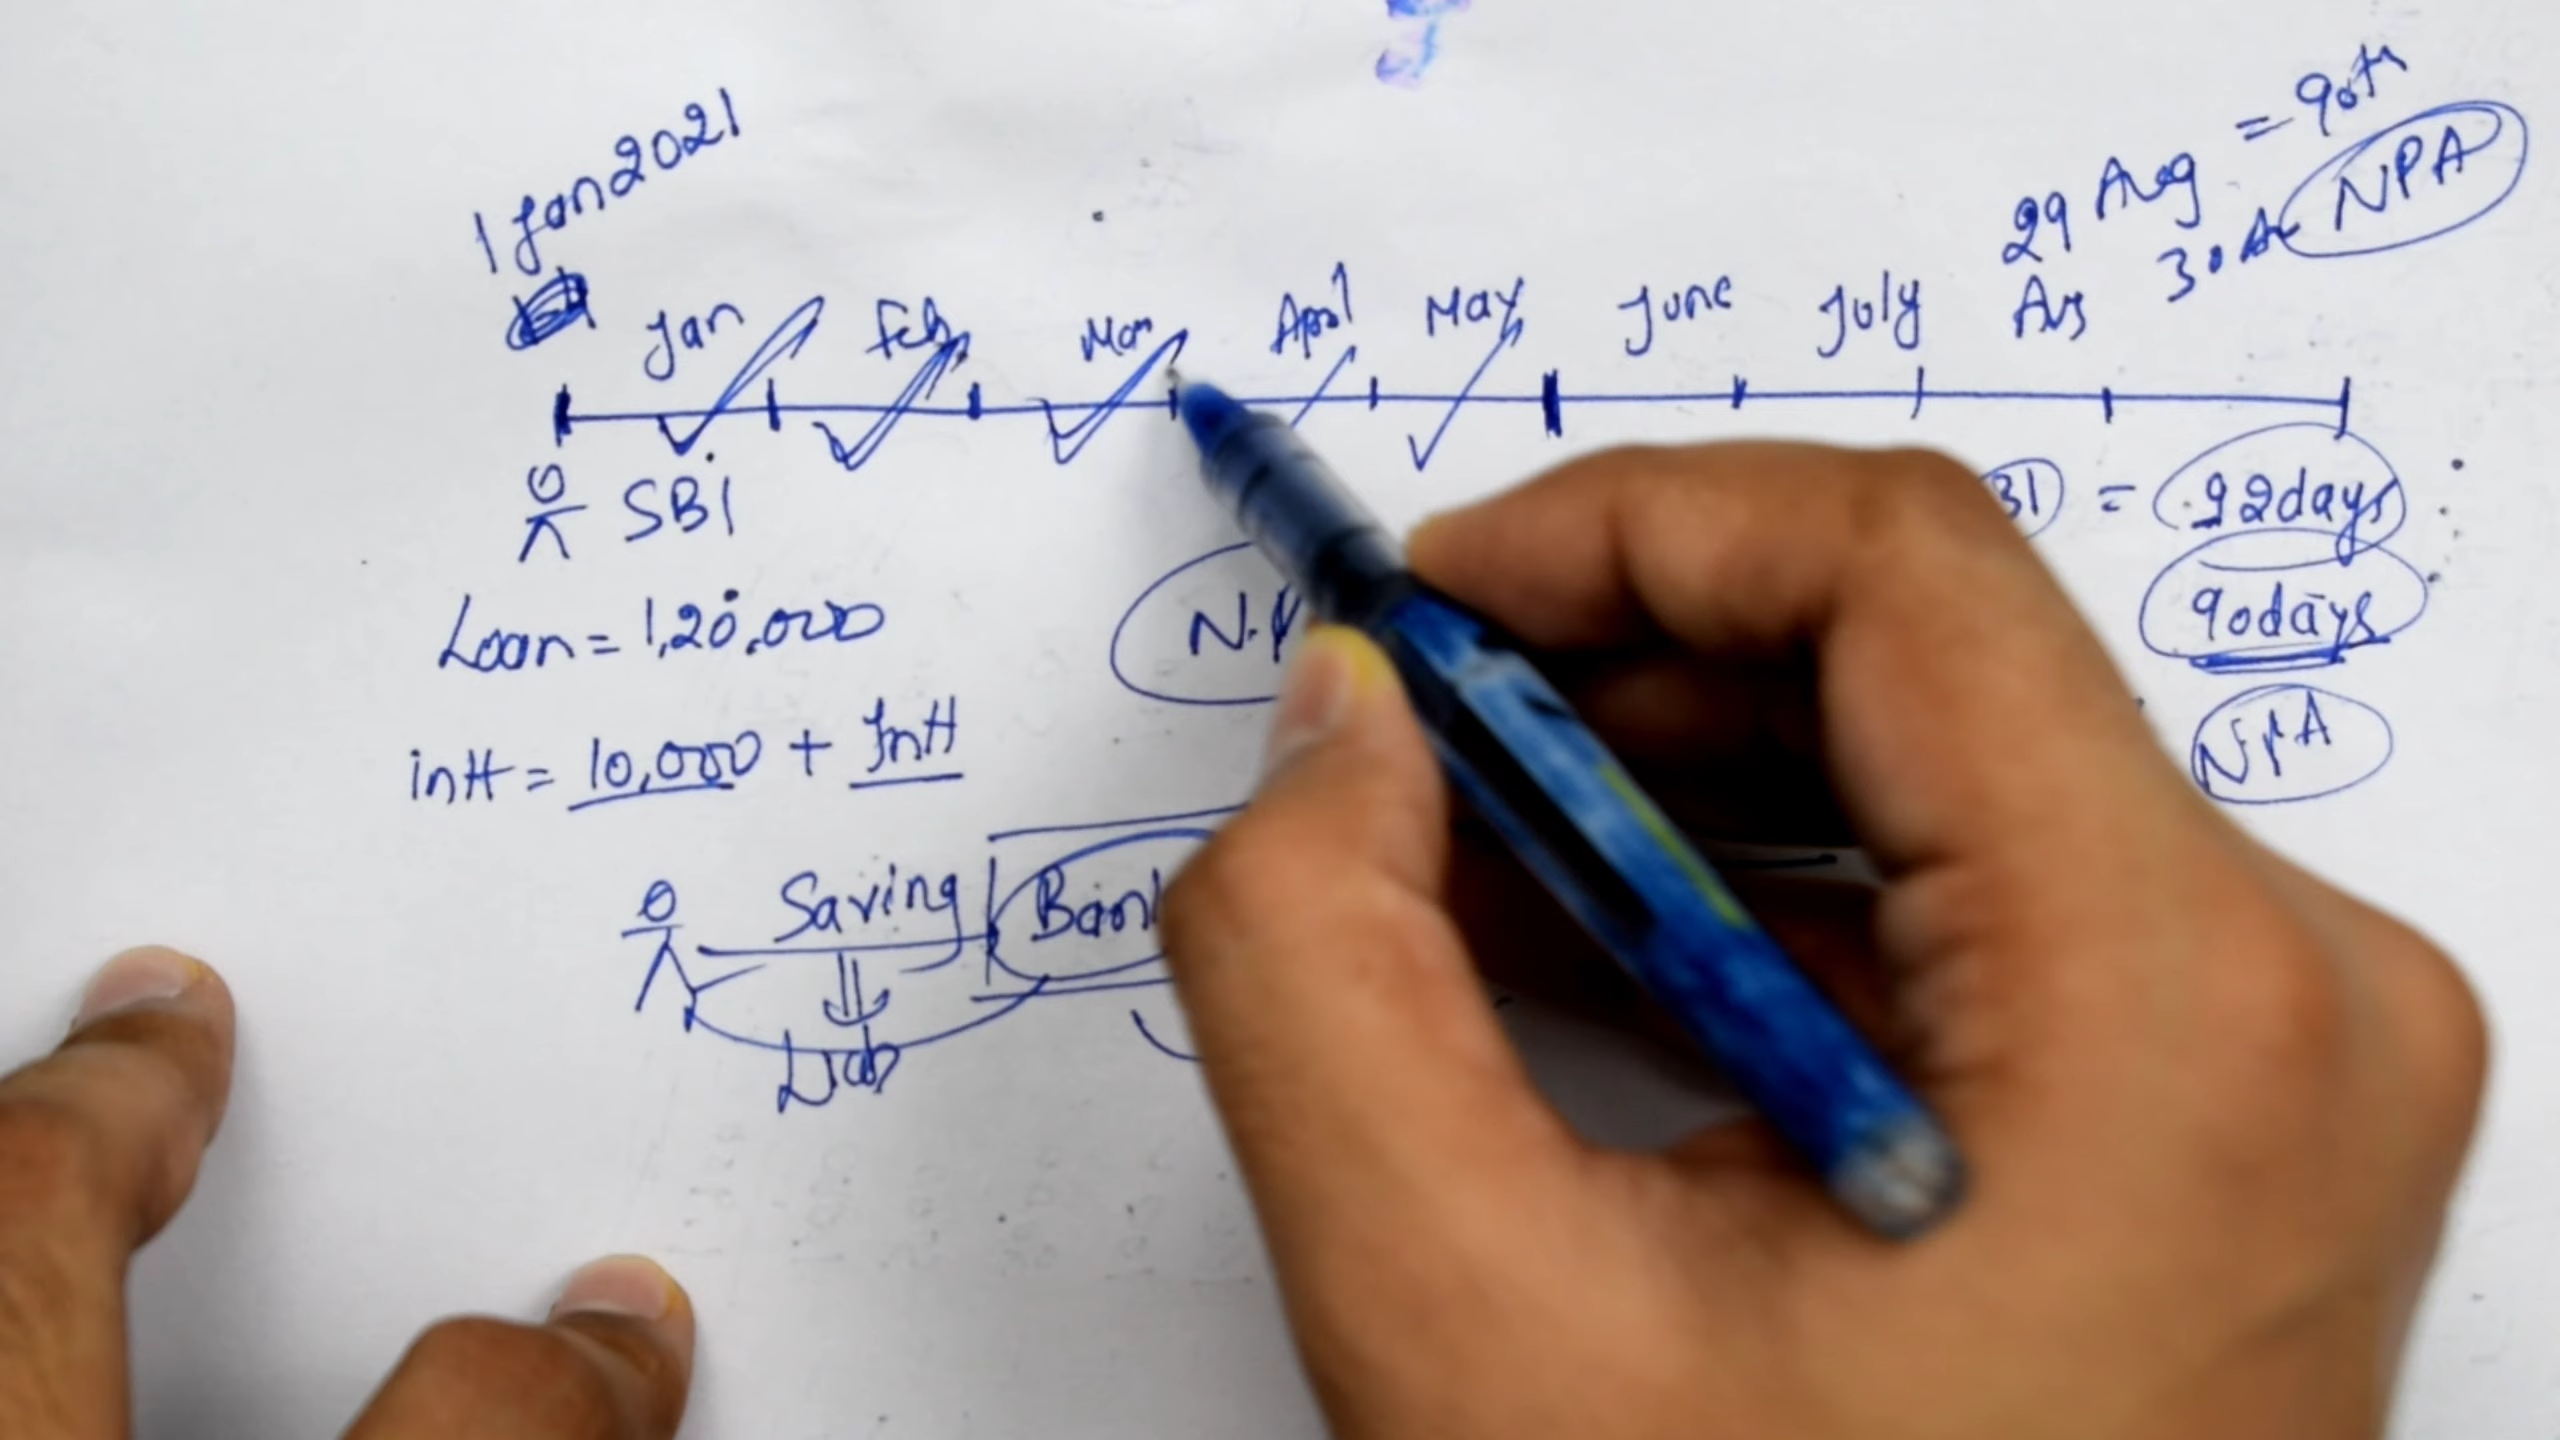 1 Jan 2021
29 Aug = 90th
30 A NPA
Jan Feb Mar April May June July Aug
SBI
31 = 92 days
Loan = 1,20,000
90 days
NPA
intt = 10,000 + Intt
Saving Bank
Liab